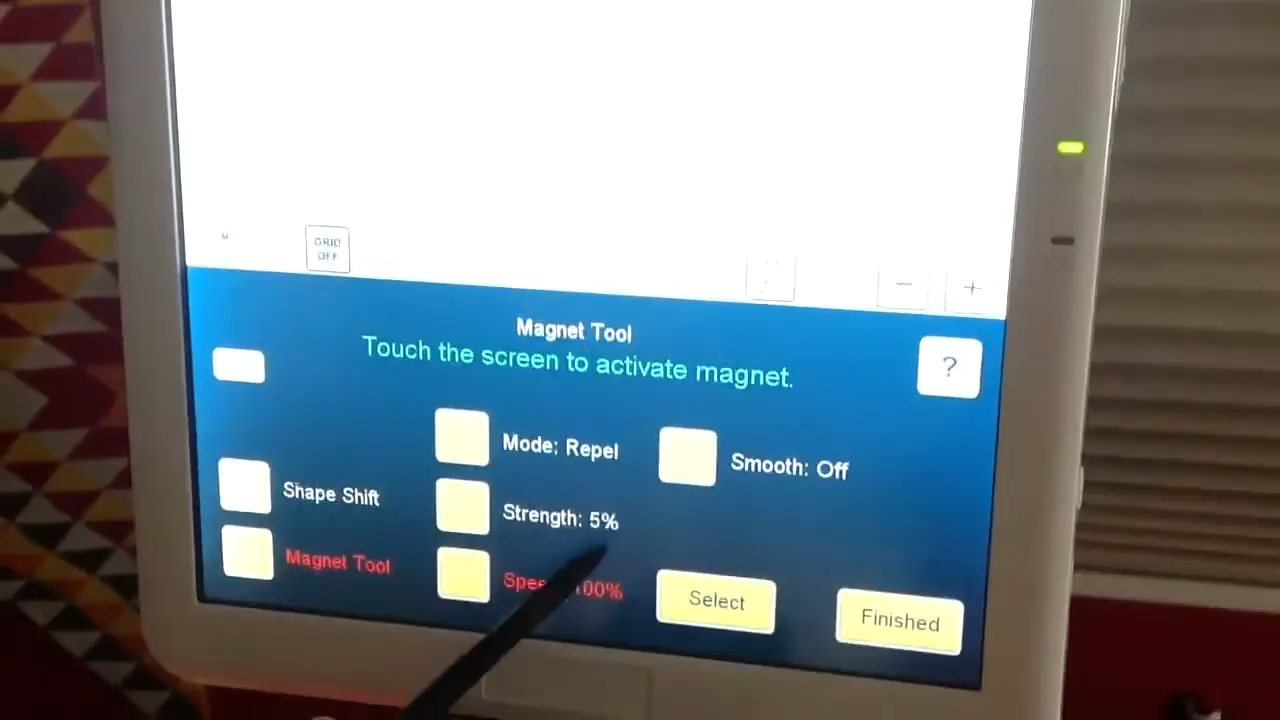 GRID
OFF
−
+
Magnet Tool
Touch the screen to activate magnet.
?
Mode: Repel
Smooth: Off
Shape Shift
Strength: 5%
Magnet Tool
100%
Select
Finished